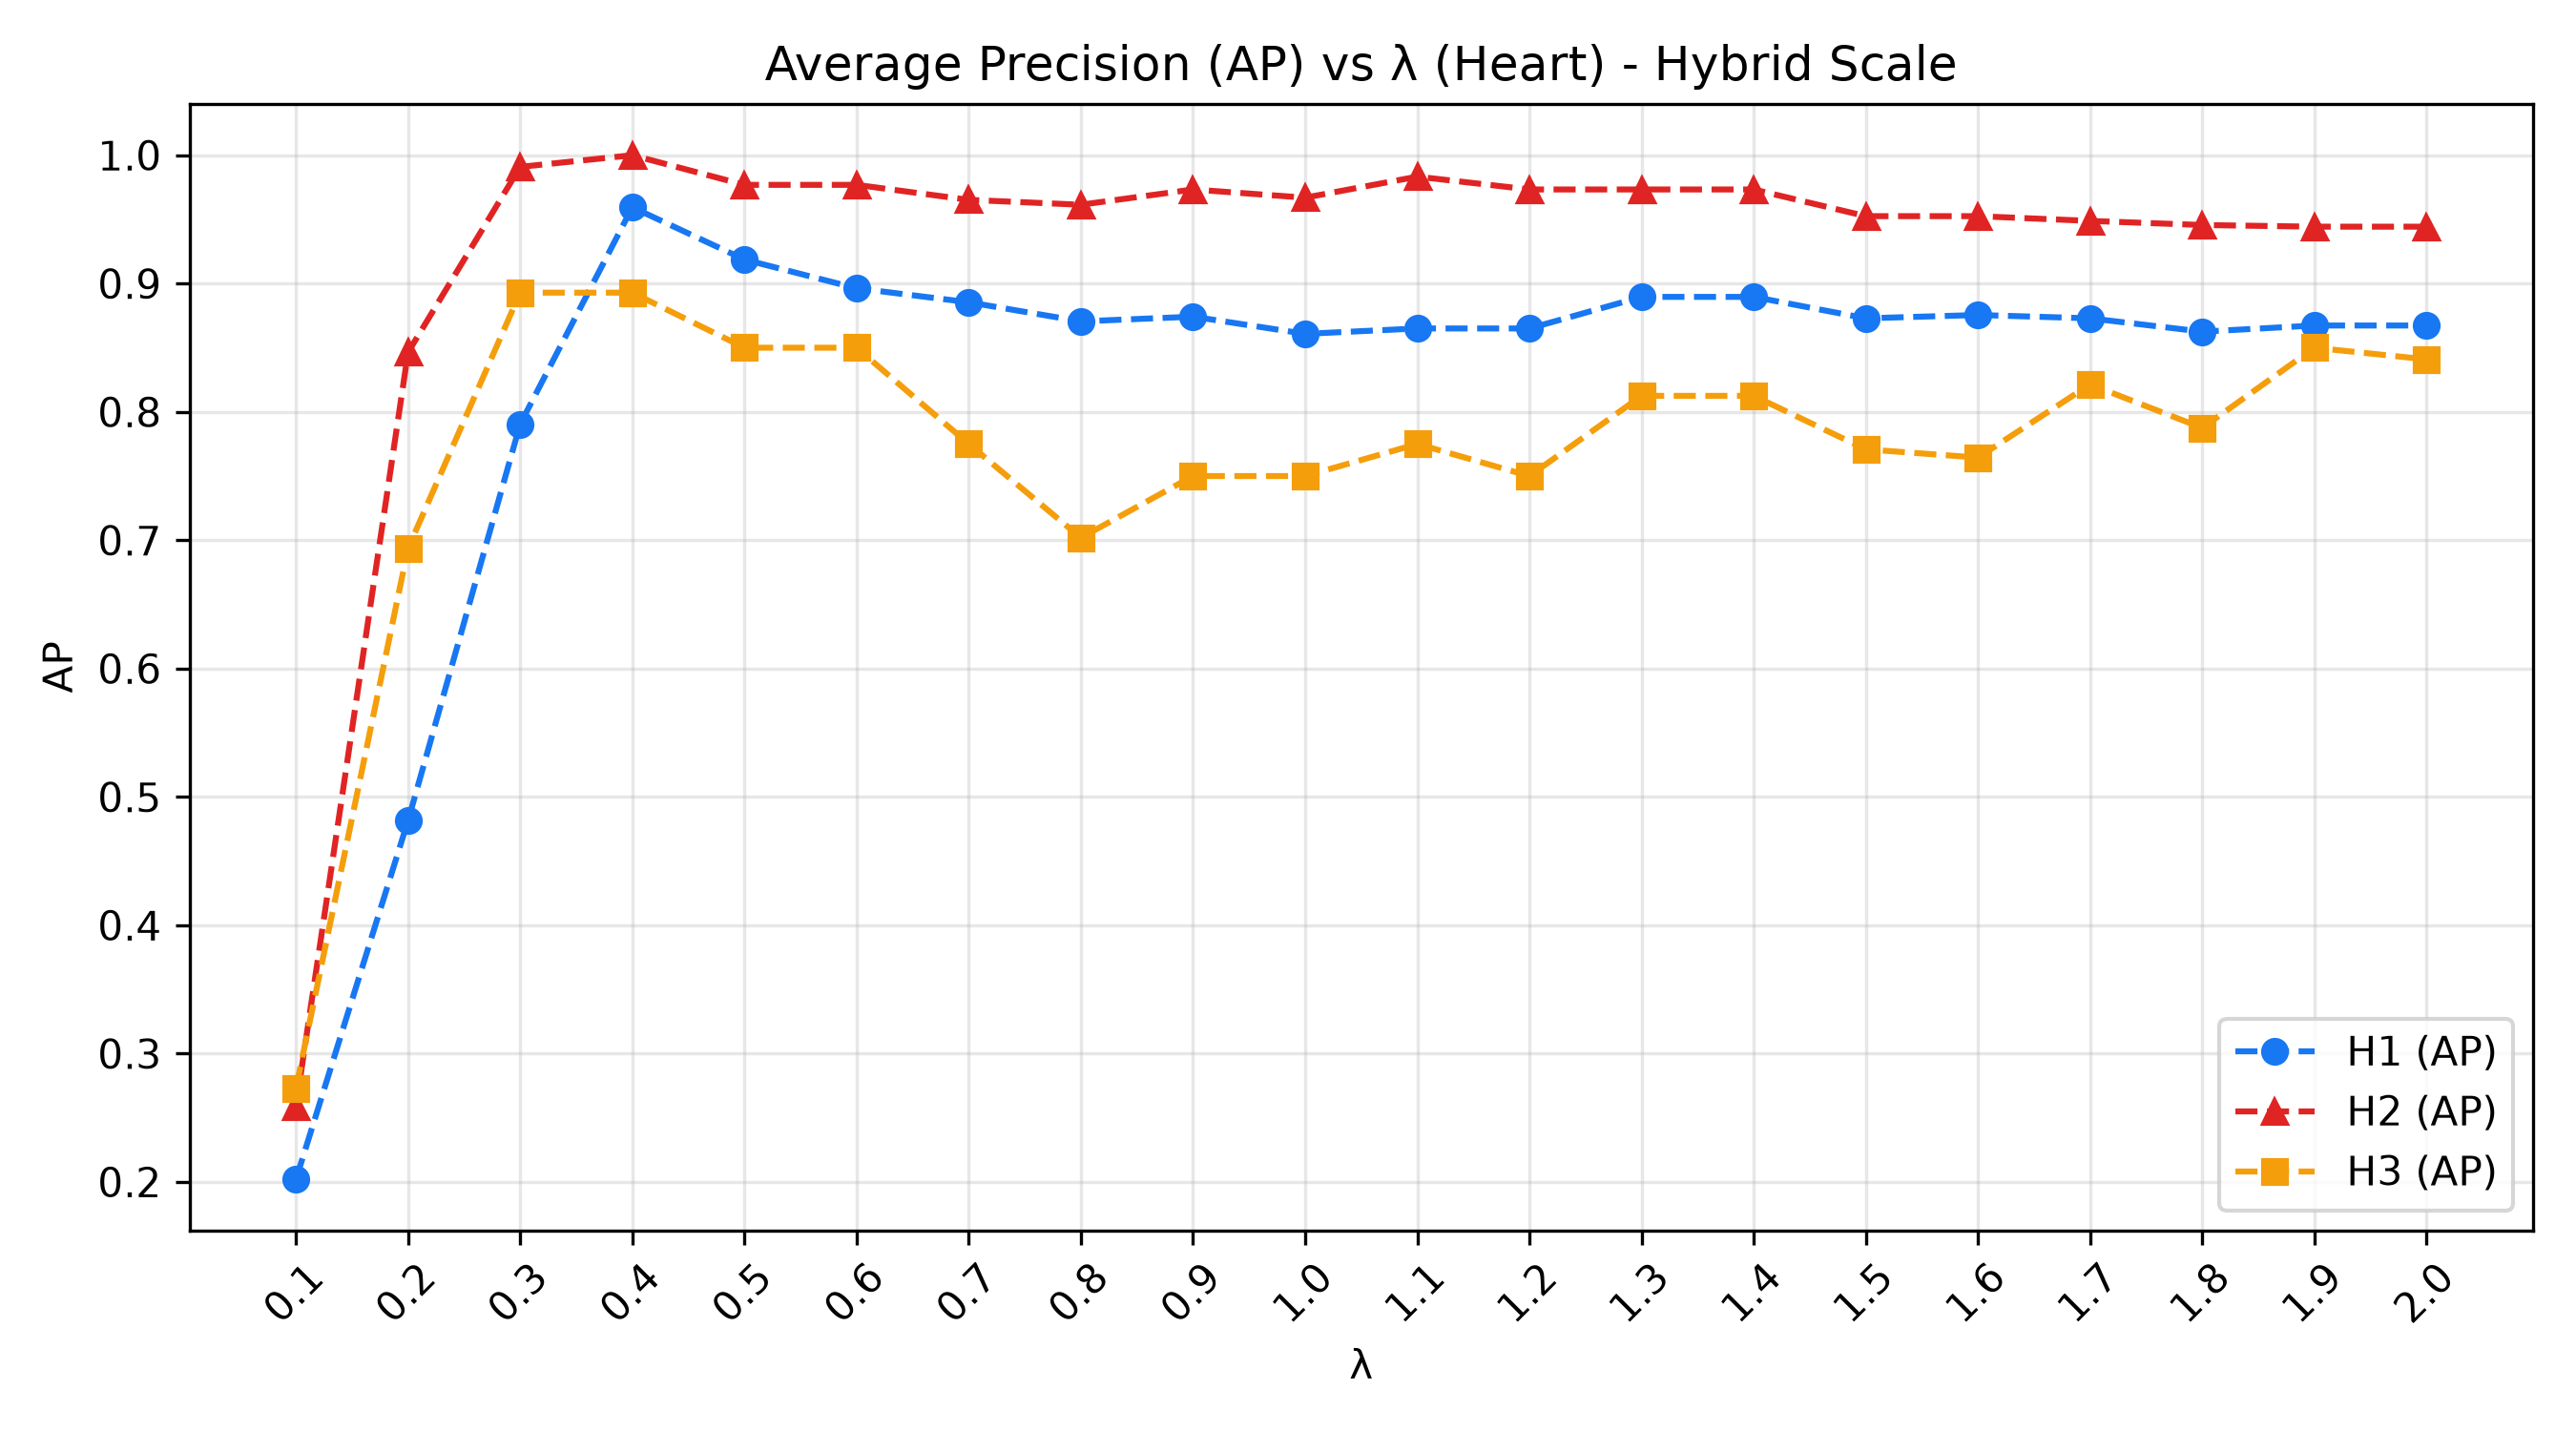 Average Precision (AP) vs λ (Heart) - Hybrid Scale
1.0
0.9
0.8
0.7
0.6
0.5
0.4
0.3
0.2
AP
H1 (AP)
H2 (AP)
H3 (AP)
0.1 0.2 0.3 0.4 0.5 0.6 0.7 0.8 0.9 1.0 1.1 1.2 1.3 1.4 1.5 1.6 1.7 1.8 1.9 2.0
λ